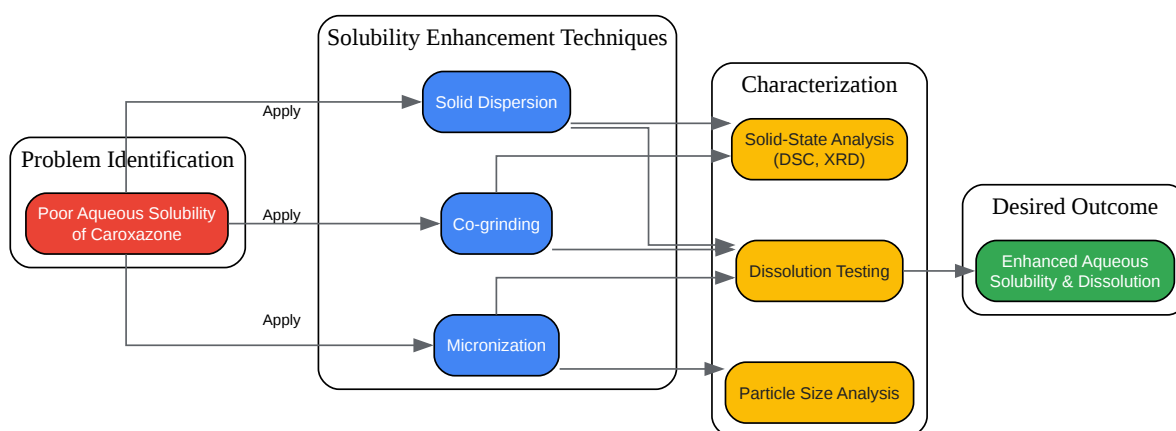 Problem Identification
Poor Aqueous Solubility
of Caroxazone
Apply
Apply
Apply
Solubility Enhancement Techniques
Solid Dispersion
Co-grinding
Micronization
Characterization
Solid-State Analysis
(DSC, XRD)
Dissolution Testing
Particle Size Analysis
Desired Outcome
Enhanced Aqueous
Solubility & Dissolution